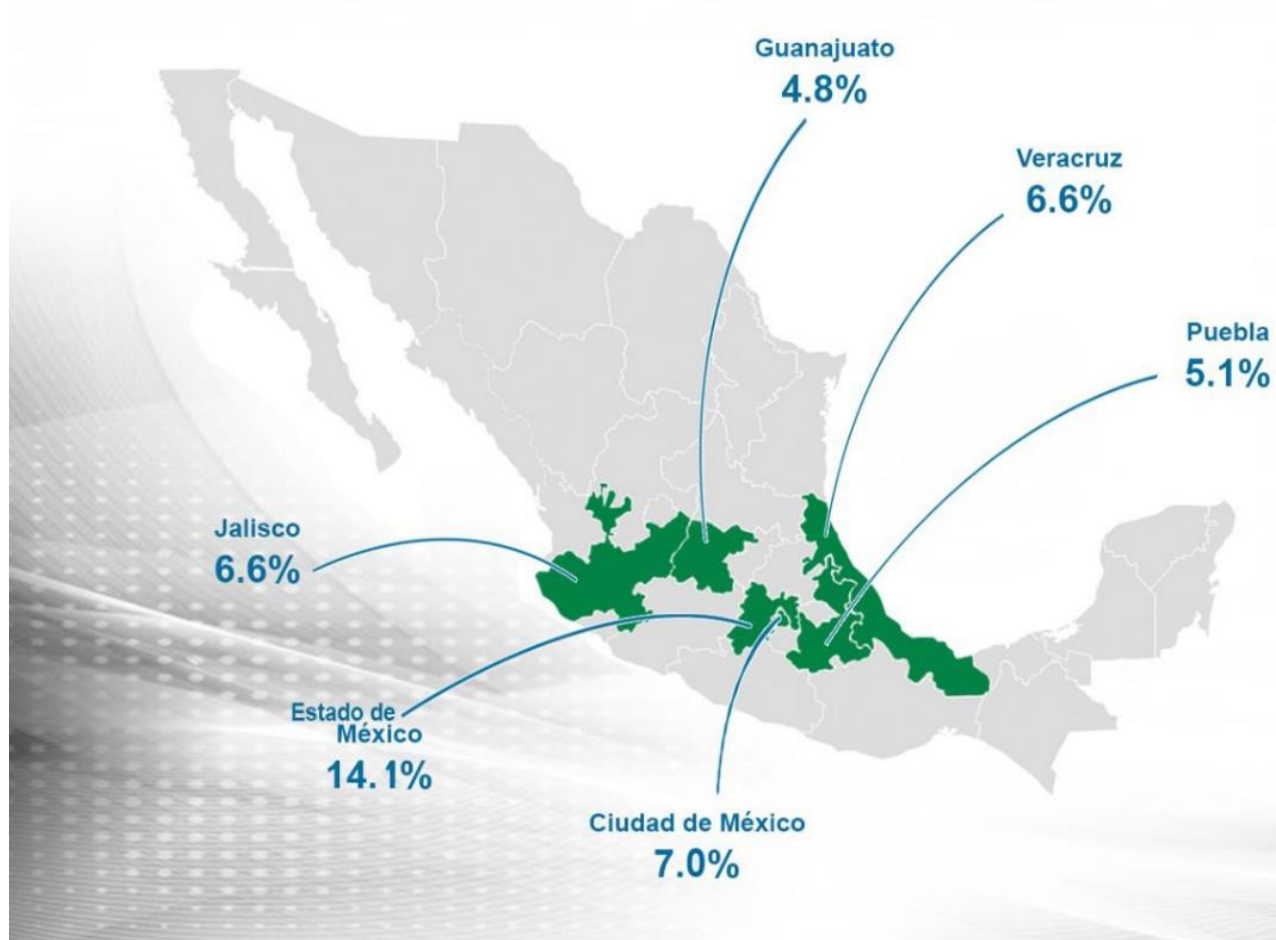 Guanajuato
4.8%
Veracruz
6.6%
Puebla
5.1%
Jalisco
6.6%
Estado de
México
14.1%
Ciudad de México
7.0%